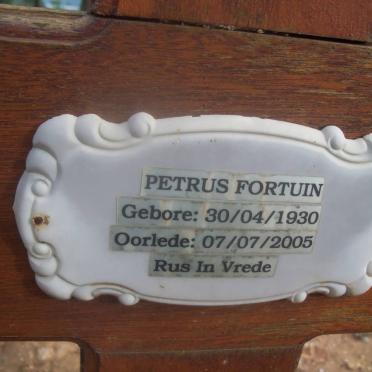 PETRUS FORTUIN
Gebore: 30/04/1930
Oorlede: 07/07/2005
Rus In Vrede